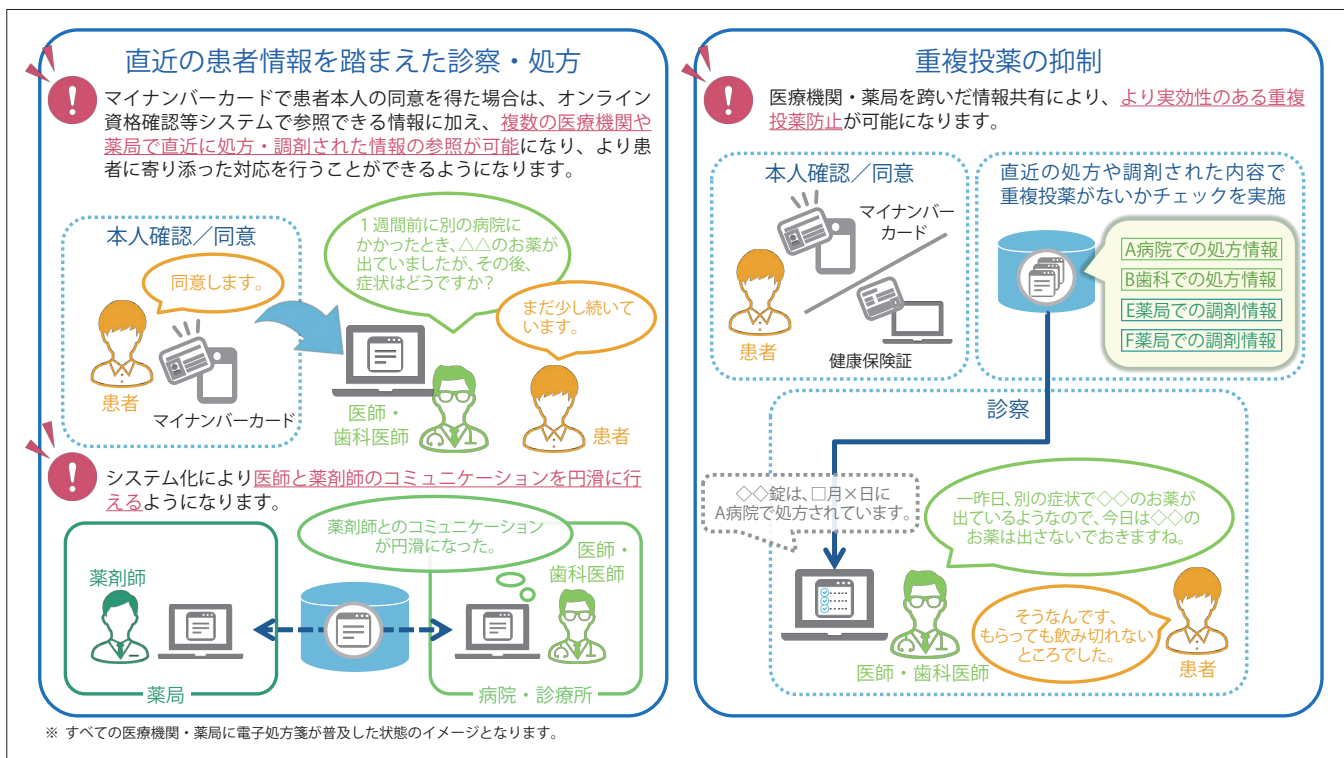 直近の患者情報を踏まえた診察・処方
マイナンバーカードで患者本人の同意を得た場合は、オンライン
資格確認等システムで参照できる情報に加え、複数の医療機関や
薬局で直近に処方・調剤された情報の参照が可能になり、より患
者に寄り添った対応を行うことができるようになります。
本人確認／同意
同意します。
患者
マイナンバーカード
1週間前に別の病院に
かかったとき、△△のお薬が
出ていましたが、その後、
症状はどうですか？
まだ少し続いて
います。
医師・
歯科医師
患者
システム化により医師と薬剤師のコミュニケーションを円滑に行
えるようになります。
薬剤師とのコミュニケーション
が円滑になった。
薬剤師
医師・
歯科医師
薬局
病院・診療所
重複投薬の抑制
医療機関・薬局を跨いだ情報共有により、より実効性のある重複
投薬防止が可能になります。
本人確認／同意
マイナンバー
カード
患者
健康保険証
直近の処方や調剤された内容で
重複投薬がないかチェックを実施
A病院での処方情報
B歯科での処方情報
E薬局での調剤情報
F薬局での調剤情報
診察
◇◇錠は、□月×日に
A病院で処方されています。
一昨日、別の症状で◇◇のお薬が
出ているようなので、今日は◇◇の
お薬は出さないでおきますね。
そうなんです、
もらっても飲み切れない
ところでした。
医師・歯科医師
患者
※ すべての医療機関・薬局に電子処方箋が普及した状態のイメージとなります。